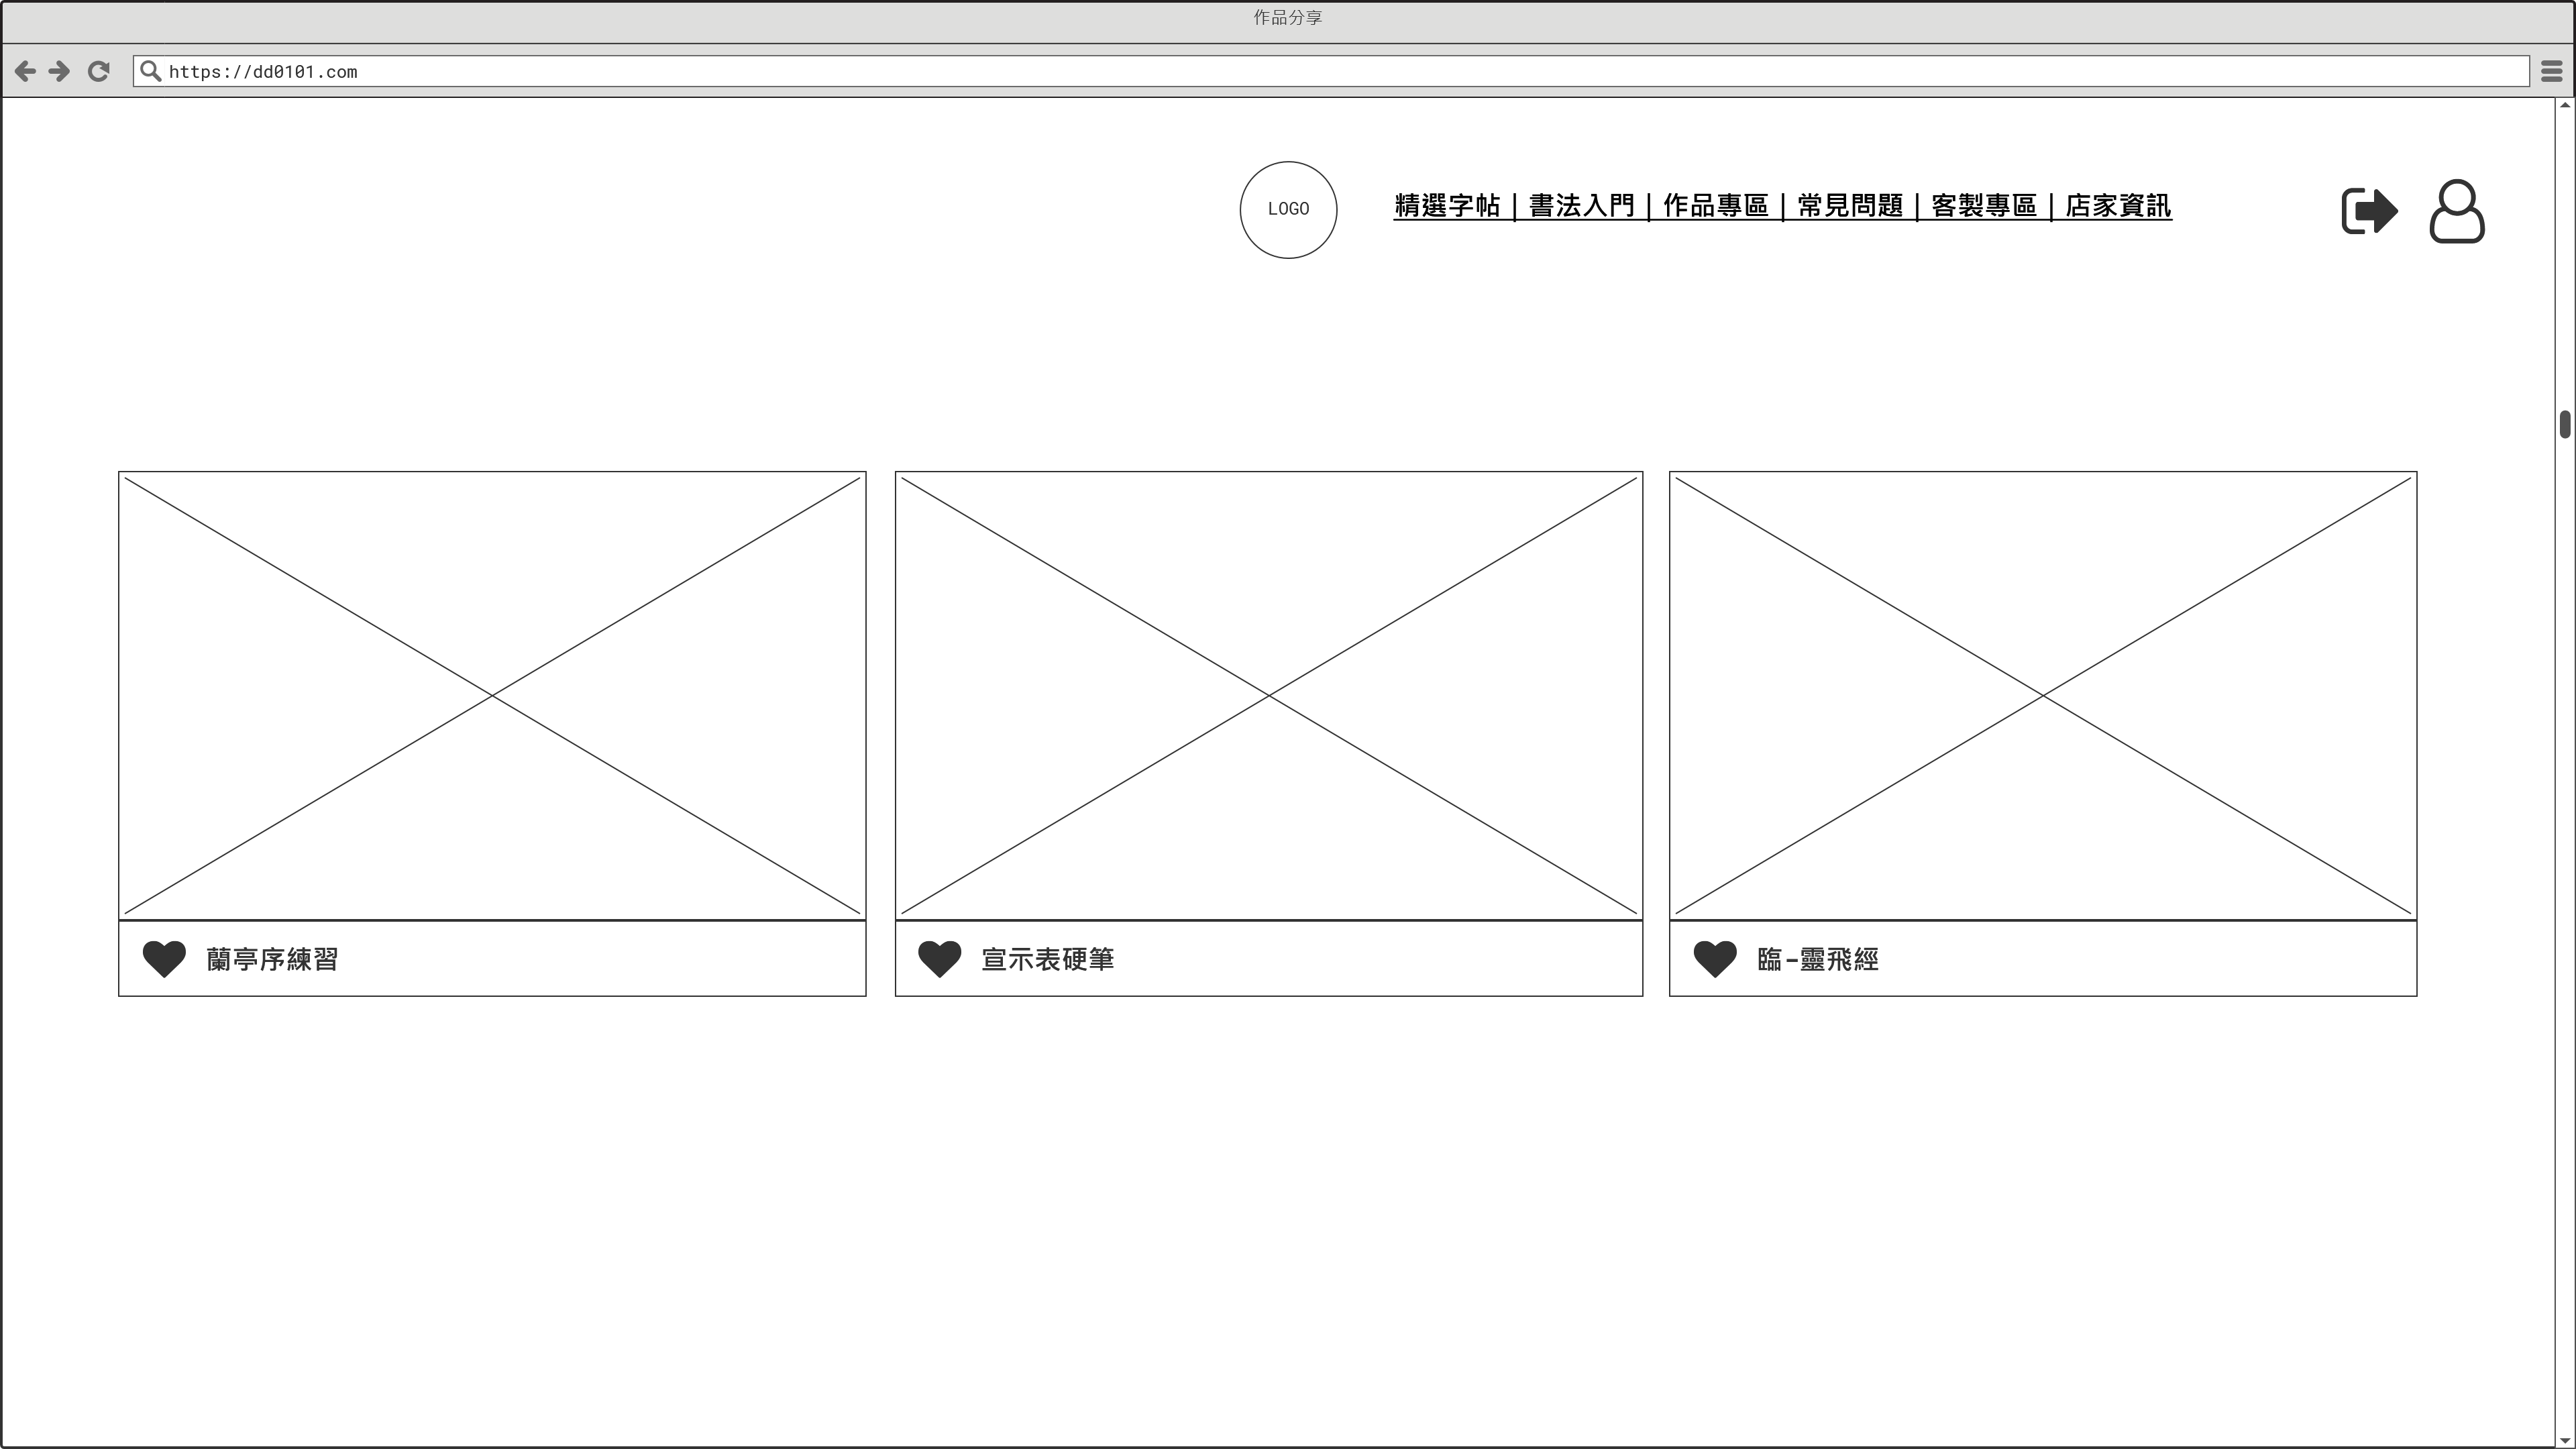 作品分享
https://dd0101.com
LOGO
精選字帖 | 書法入門 | 作品專區 | 常見問題 | 客製專區 | 店家資訊
蘭亭序練習
宣示表硬筆
臨-靈飛經